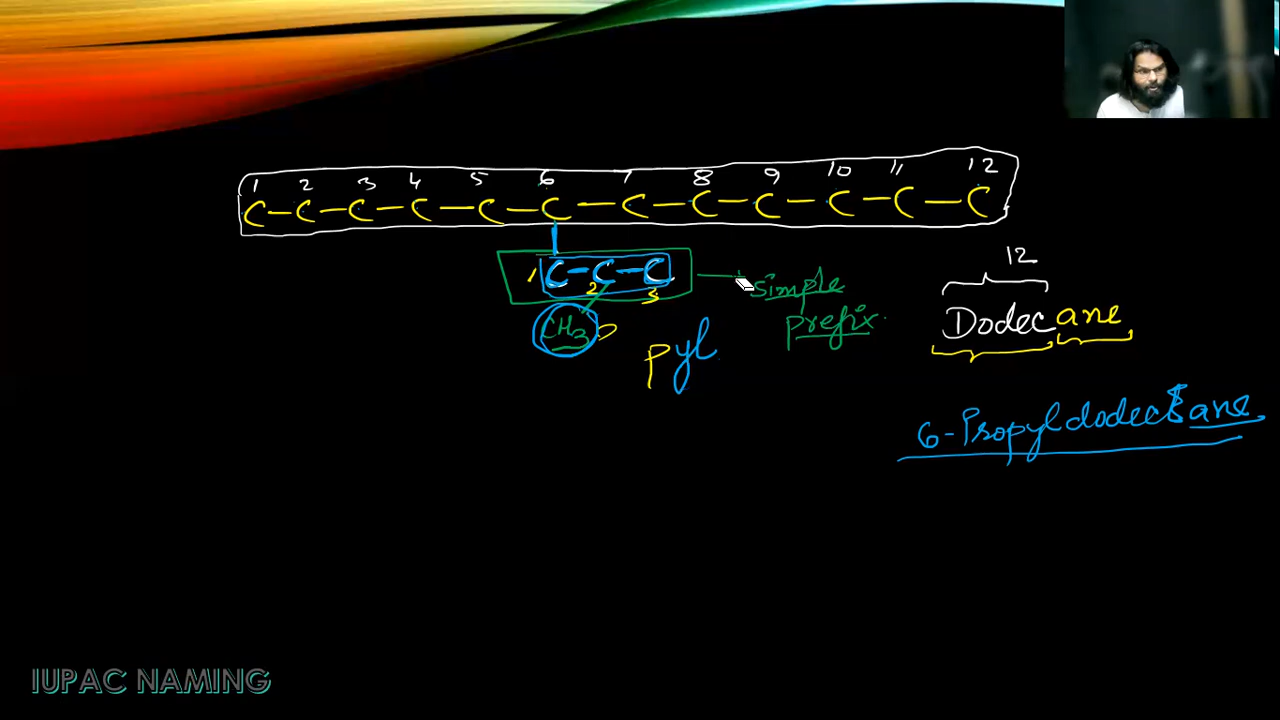 1 2 3 4 5 6 7 8 9 10 11 12
C-C-C-C-C-C-C-C-C-C-C-C
1 C-C-C
2 3
CH3
pyl
simple
prefix
12
Dodecane
6-Propyldodecane
IUPAC NAMING